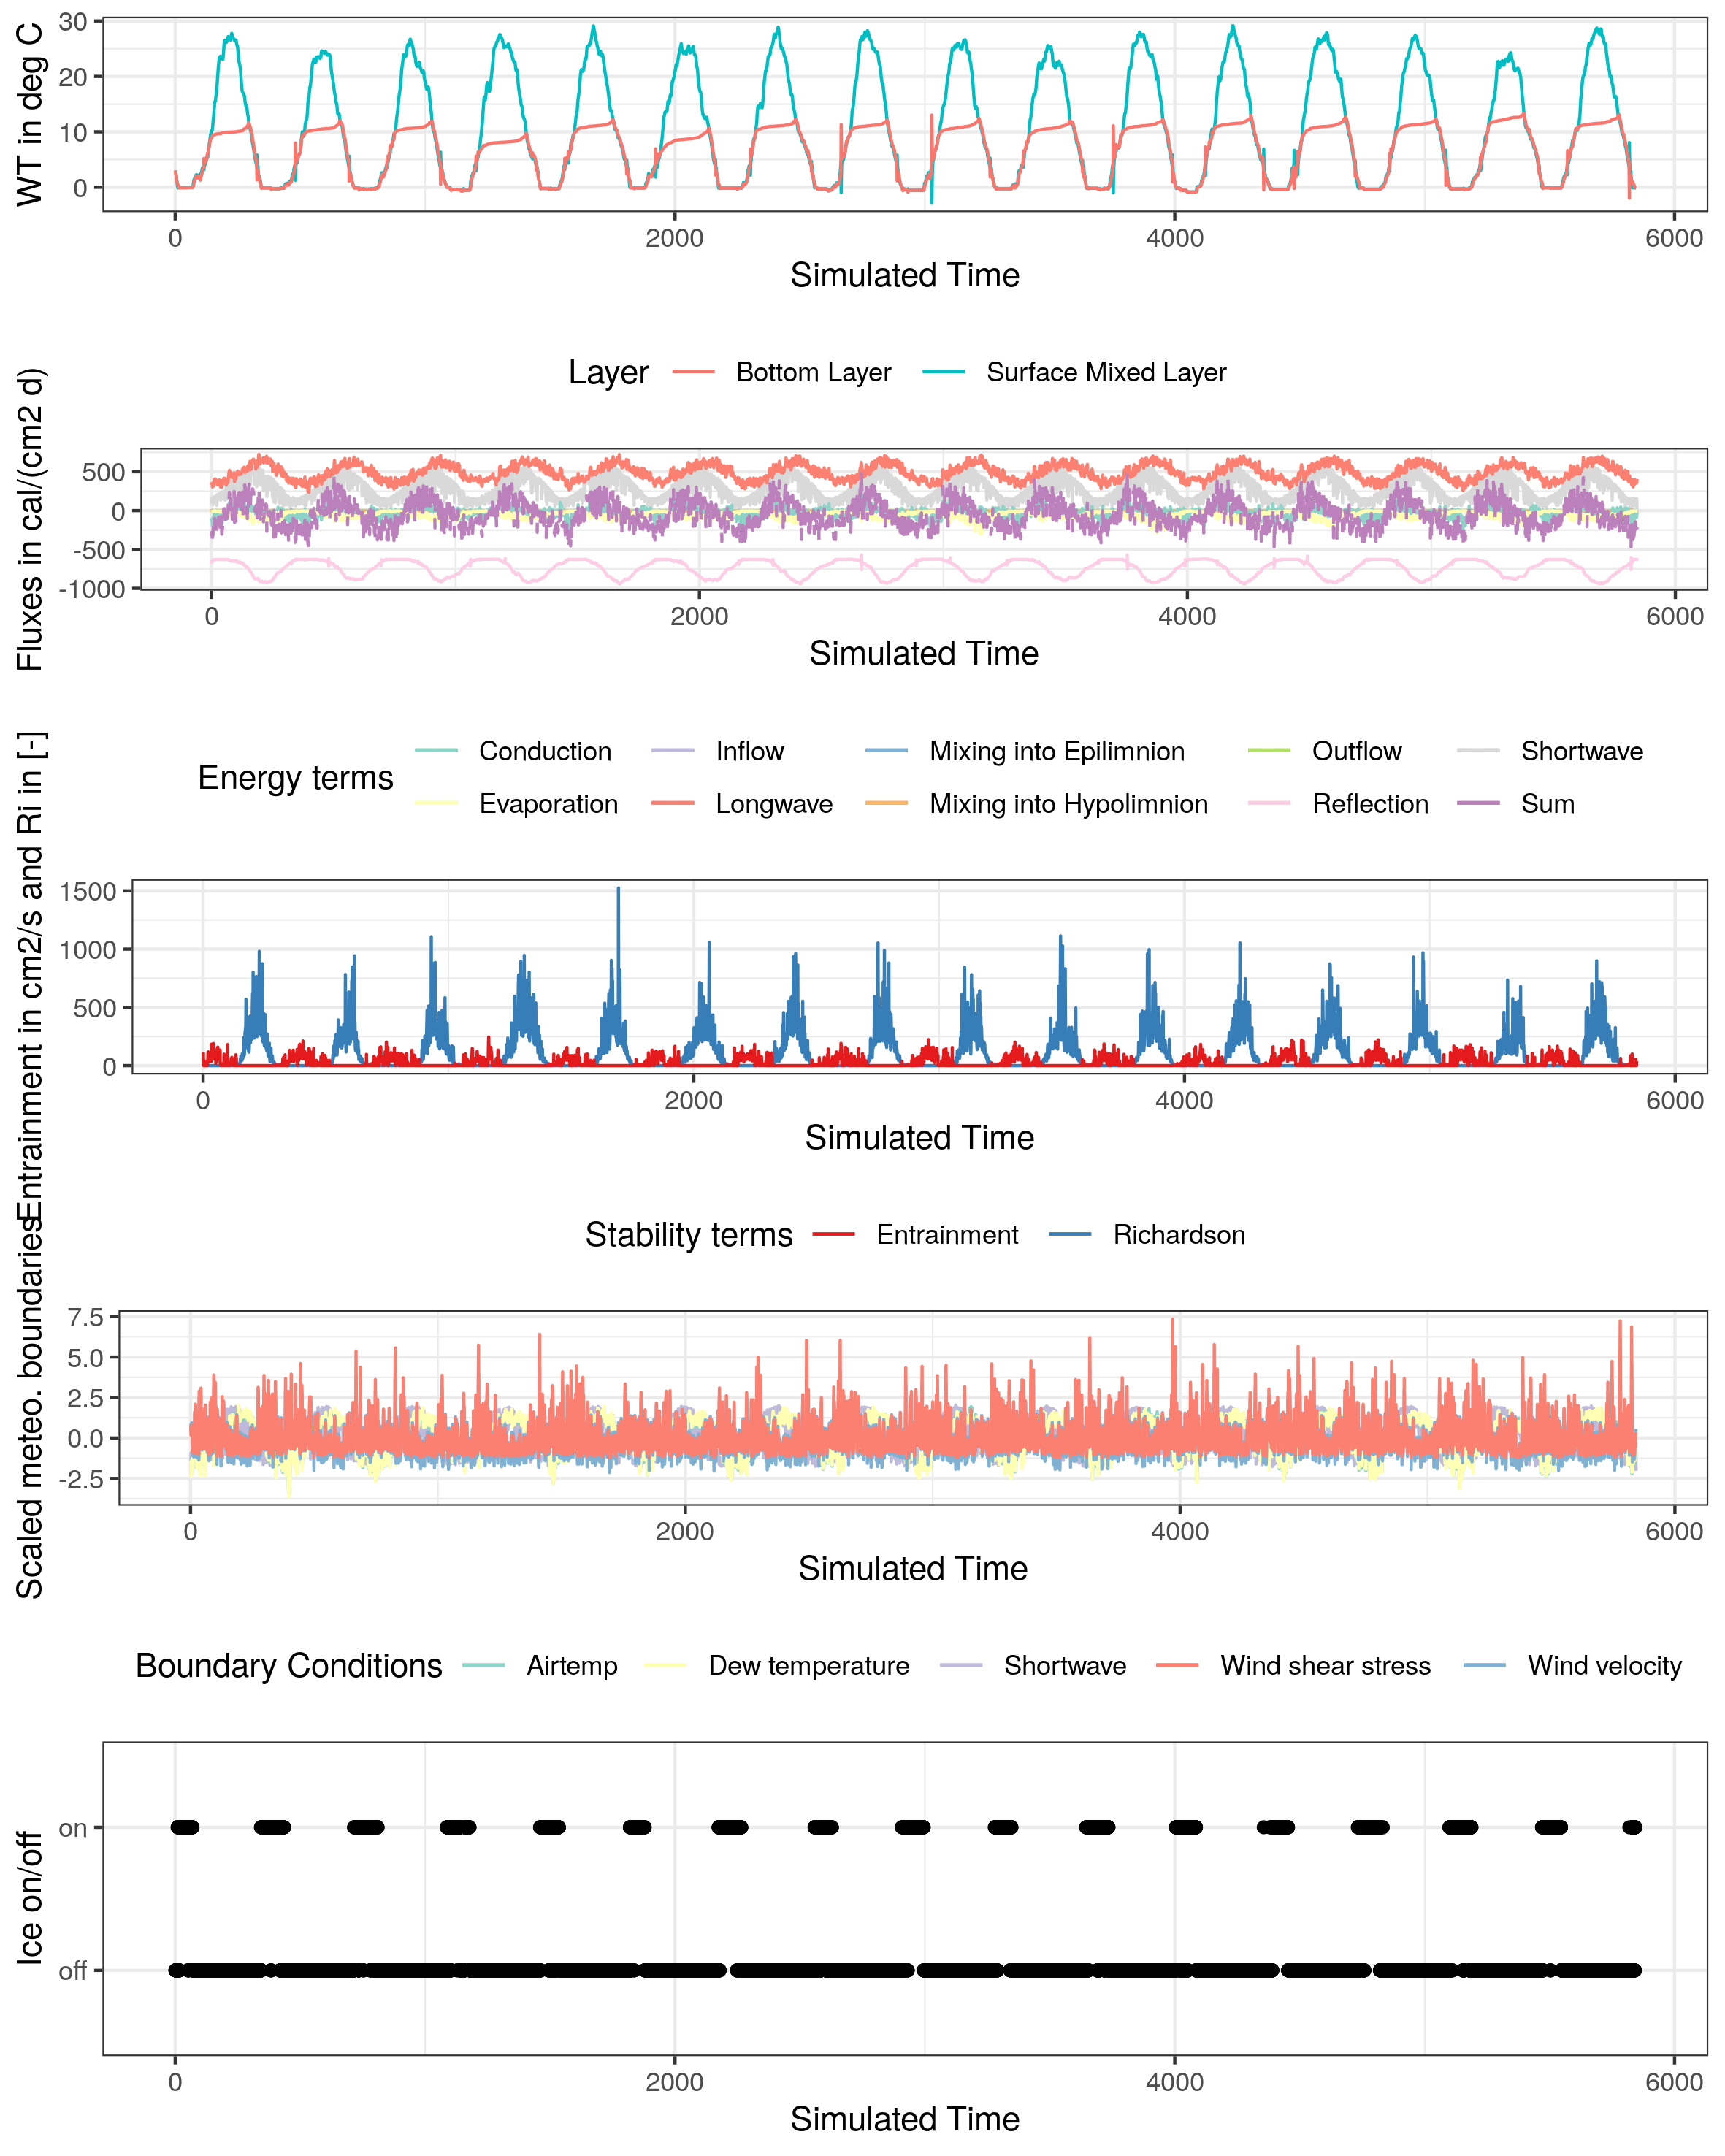 WT in deg C
30
20
10
0
0 2000 4000 6000
Simulated Time
Layer Bottom Layer Surface Mixed Layer
Fluxes in cal/(cm2 d)
500
0
-500
-1000
0 2000 4000 6000
Simulated Time
Energy terms
Conduction Inflow Mixing into Epilimnion Outflow Shortwave
Evaporation Longwave Mixing into Hypolimnion Reflection Sum
Entrainment in cm2/s and Ri in [-]
1500
1000
500
0
0 2000 4000 6000
Simulated Time
Stability terms Entrainment Richardson
Scaled meteo. boundaries
7.5
5.0
2.5
0.0
-2.5
0 2000 4000 6000
Simulated Time
Boundary Conditions Airtemp Dew temperature Shortwave Wind shear stress Wind velocity
Ice on/off
on
off
0 2000 4000 6000
Simulated Time